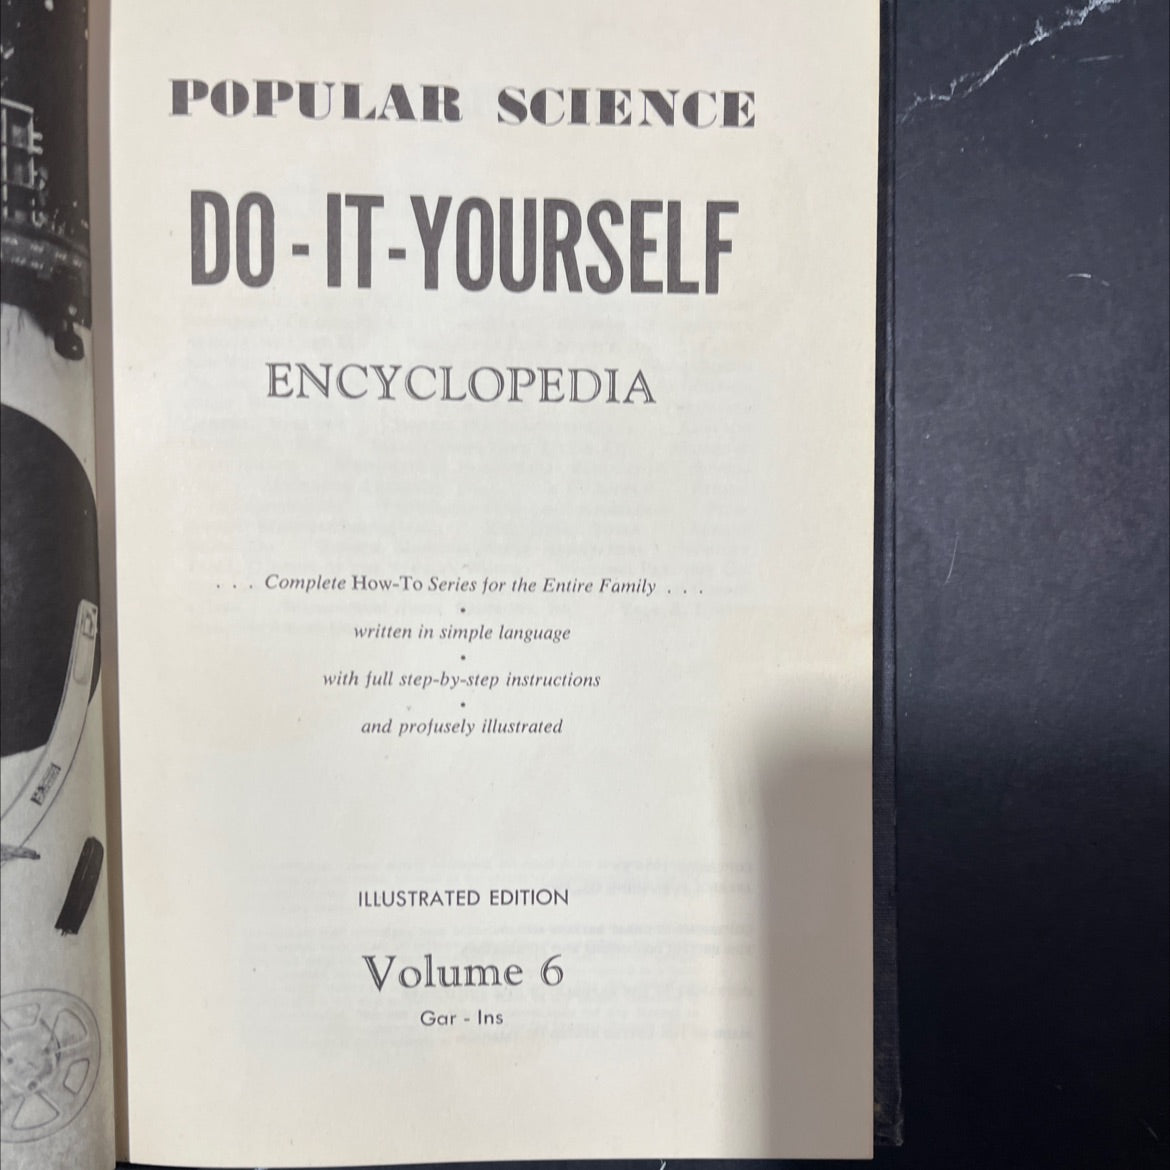 POPULAR SCIENCE
DO-IT-YOURSELF
ENCYCLOPEDIA
. . . Complete How-To Series for the Entire Family . . .
•
written in simple language
•
with full step-by-step instructions
•
and profusely illustrated
ILLUSTRATED EDITION
Volume 6
Gar - Ins